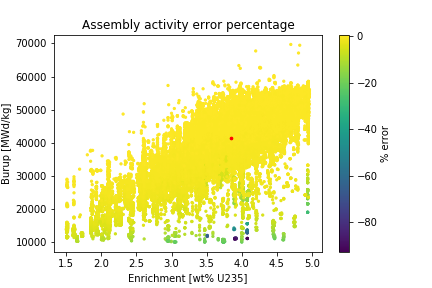 Assembly activity error percentage
70000
60000
50000
40000
30000
20000
10000
Burup [MWd/kg]
1.5 2.0 2.5 3.0 3.5 4.0 4.5 5.0
Enrichment [wt% U235]
0
−20
−40
−60
−80
% error